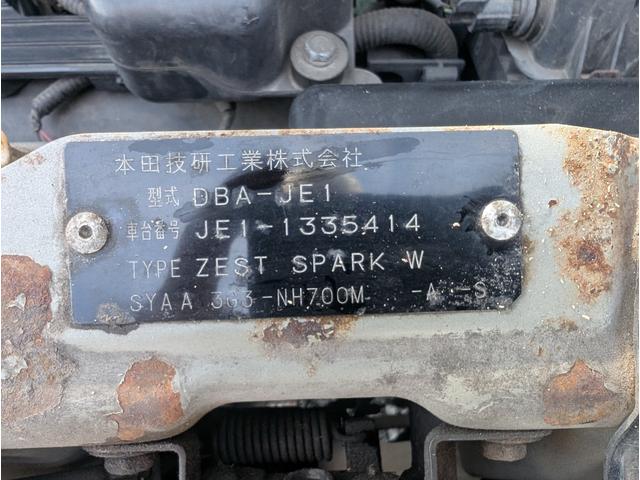 本田技研工業株式会社
型式 DBA-JE1
車台番号 JE1-1335414
TYPE ZEST SPARK W
SYAA 3G3-NH700M -A -S